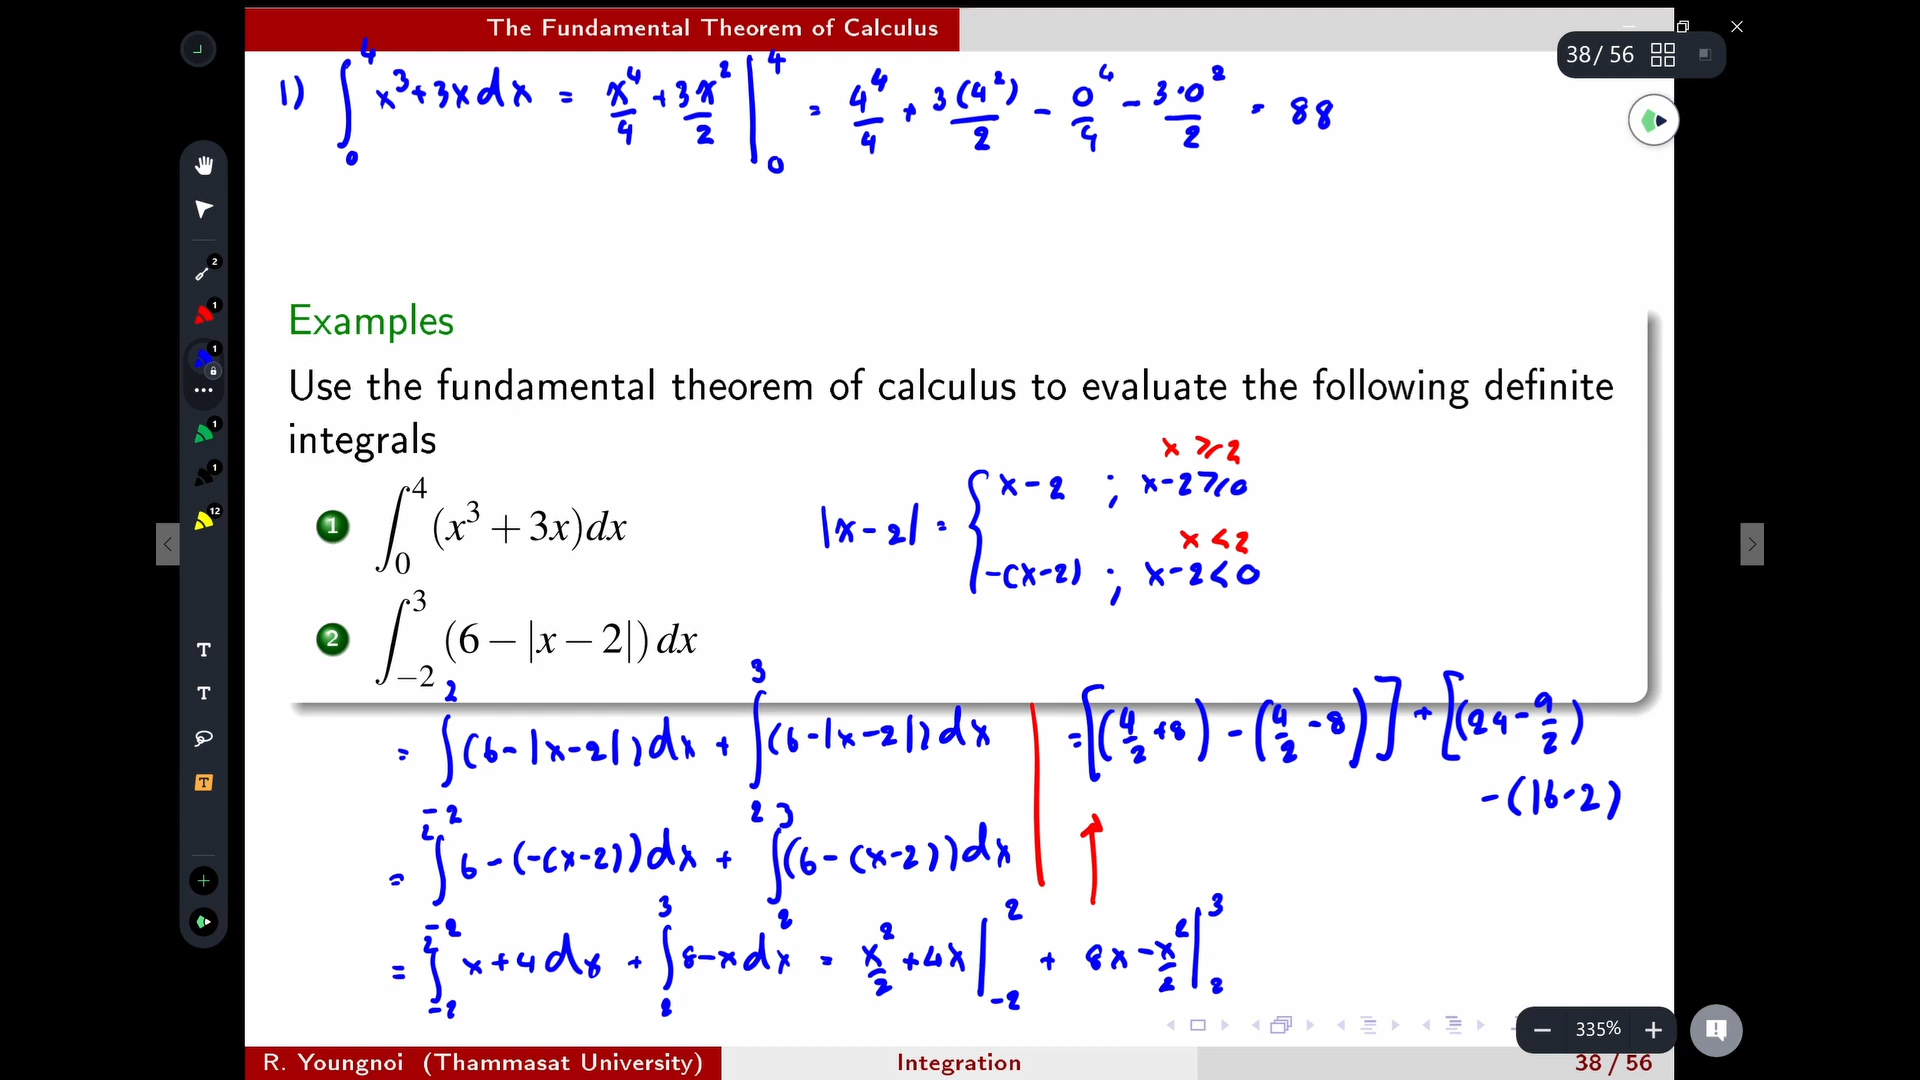 The Fundamental Theorem of Calculus
38/56
1) ∫₀⁴ x³+3x dx = x⁴/4 + 3x²/2 |₀⁴ = 4⁴/4 + 3(4²)/2 - 0⁴/4 - 3·0²/2 = 88
Examples
Use the fundamental theorem of calculus to evaluate the following definite
integrals
1 ∫₀⁴ (x³ + 3x)dx
2 ∫₋₂³ (6 − |x − 2|) dx
|x-2| = { x-2 ; x-2≥0 x≥2
-(x-2) ; x-2<0 x<2
= ∫₋₂² (6-|x-2|)dx + ∫₂³ (6-|x-2|)dx
= ∫₋₂² 6-(-(x-2))dx + ∫₂³ (6-(x-2))dx
= ∫₋₂² x+4 dx + ∫₂³ 8-x dx = x²/2 + 4x |₋₂² + 8x - x²/2 |₂³
= [(4/2+8) - (4/2-8)] + [(24-9/2)
-(16-2)
335%
R. Youngnoi (Thammasat University)
Integration
38 / 56